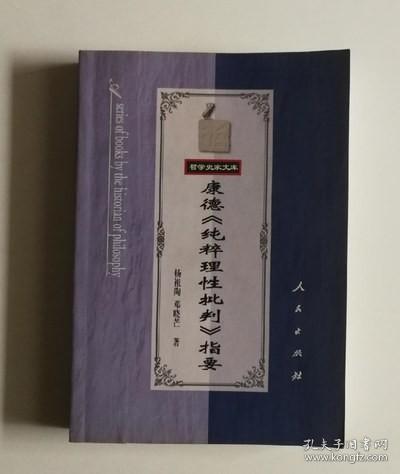 A series of books by the historian of philosophy
哲学史家文库
康德《纯粹理性批判》指要
杨祖陶 邓晓芒 著
人民出版社
孔夫子旧书网
kongfz.com